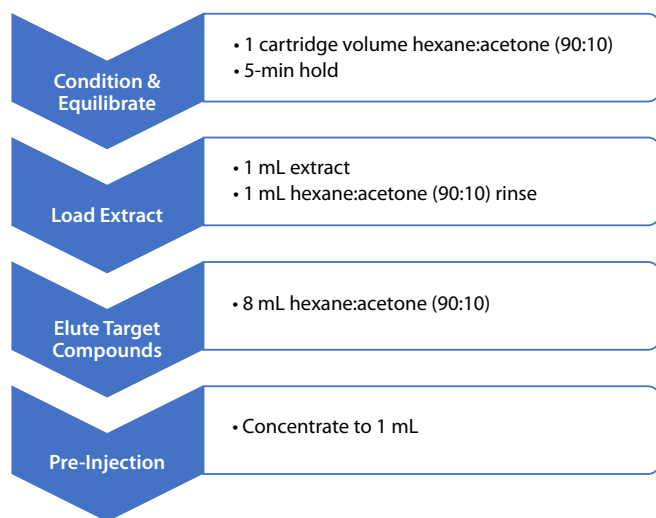 Condition &
Equilibrate
• 1 cartridge volume hexane:acetone (90:10)
• 5-min hold
Load Extract
• 1 mL extract
• 1 mL hexane:acetone (90:10) rinse
Elute Target
Compounds
• 8 mL hexane:acetone (90:10)
Pre-Injection
• Concentrate to 1 mL